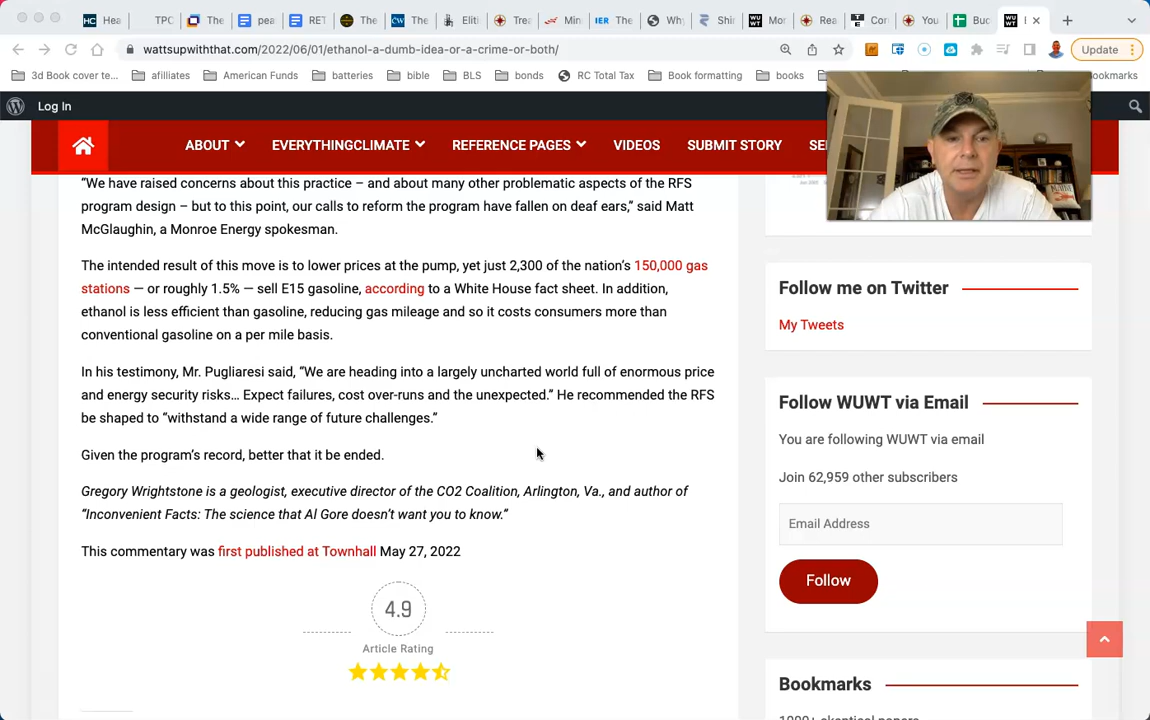 Hea
TPC
The
pea
RET
The
The
Eliti
Trea
Min
The
Why
Shi
Mor
Rea
Cor
You
Buc
wattsupwiththat.com/2022/06/01/ethanol-a-dumb-idea-or-a-crime-or-both/
Update
3d Book cover te...
afiliates
American Funds
batteries
bible
BLS
bonds
RC Total Tax
Book formatting
books
Log In
ABOUT
EVERYTHINGCLIMATE
REFERENCE PAGES
VIDEOS
SUBMIT STORY
“We have raised concerns about this practice – and about many other problematic aspects of the RFS
program design – but to this point, our calls to reform the program have fallen on deaf ears,” said Matt
McGlaughin, a Monroe Energy spokesman.
The intended result of this move is to lower prices at the pump, yet just 2,300 of the nation’s 150,000 gas
stations — or roughly 1.5% — sell E15 gasoline, according to a White House fact sheet. In addition,
ethanol is less efficient than gasoline, reducing gas mileage and so it costs consumers more than
conventional gasoline on a per mile basis.
In his testimony, Mr. Pugliaresi said, “We are heading into a largely uncharted world full of enormous price
and energy security risks… Expect failures, cost over-runs and the unexpected.” He recommended the RFS
be shaped to “withstand a wide range of future challenges.”
Given the program’s record, better that it be ended.
Gregory Wrightstone is a geologist, executive director of the CO2 Coalition, Arlington, Va., and author of
“Inconvenient Facts: The science that Al Gore doesn’t want you to know.”
This commentary was first published at Townhall May 27, 2022
4.9
Article Rating
Follow me on Twitter
My Tweets
Follow WUWT via Email
You are following WUWT via email
Join 62,959 other subscribers
Email Address
Follow
Bookmarks